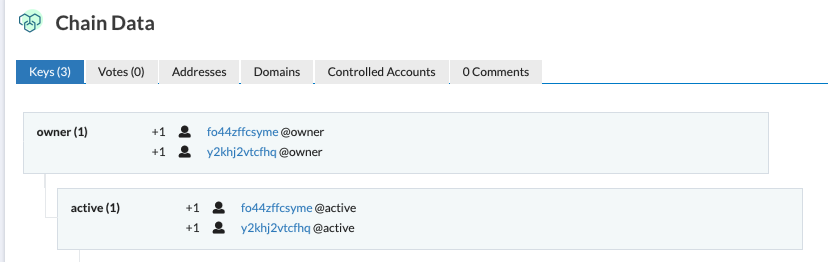 Chain Data
Keys (3) Votes (0) Addresses Domains Controlled Accounts 0 Comments
owner (1) +1 fo44zffcsyme @owner
+1 y2khj2vtcfhq @owner
active (1) +1 fo44zffcsyme @active
+1 y2khj2vtcfhq @active